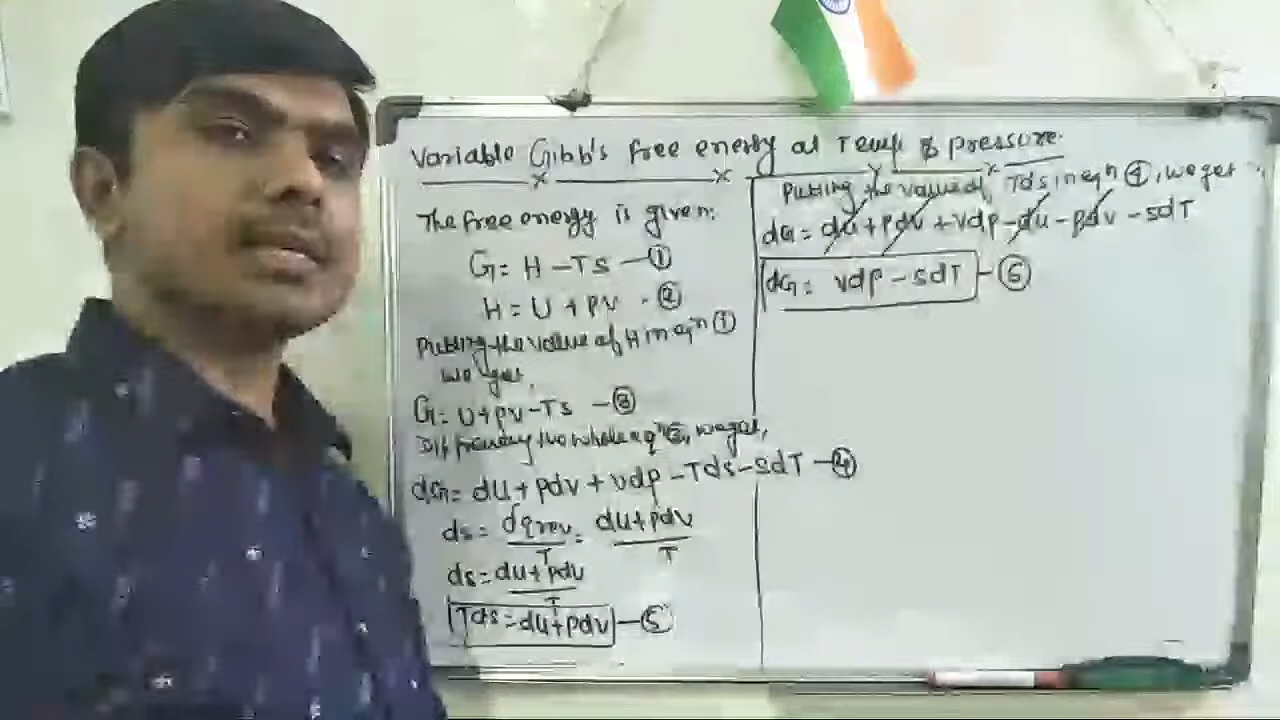 Variable Gibb's free energy at Temp & pressure.
The free energy is given:
G = H - TS - ①
H = U + PV - ②
Putting the value of H in eqn ①
we get,
G = U + PV - TS - ③
the whole eqn ③, we get,
dG = dU + pdv + vdp - Tds - sdT - ④
ds = dqrev/T = du + pdv/T
ds = du + pdv/T
Tds = du + pdv - ⑤
Putting the value of Tds in eqn ④, we get
dG = du + pdv + vdp - du - pdv - sdT
dG = vdp - sdT - ⑥